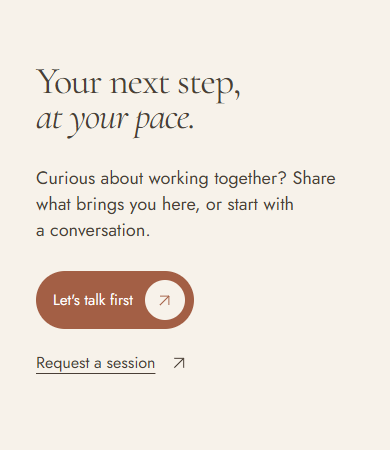 Your next step,
at your pace.
Curious about working together? Share
what brings you here, or start with
a conversation.
Let's talk first
Request a session